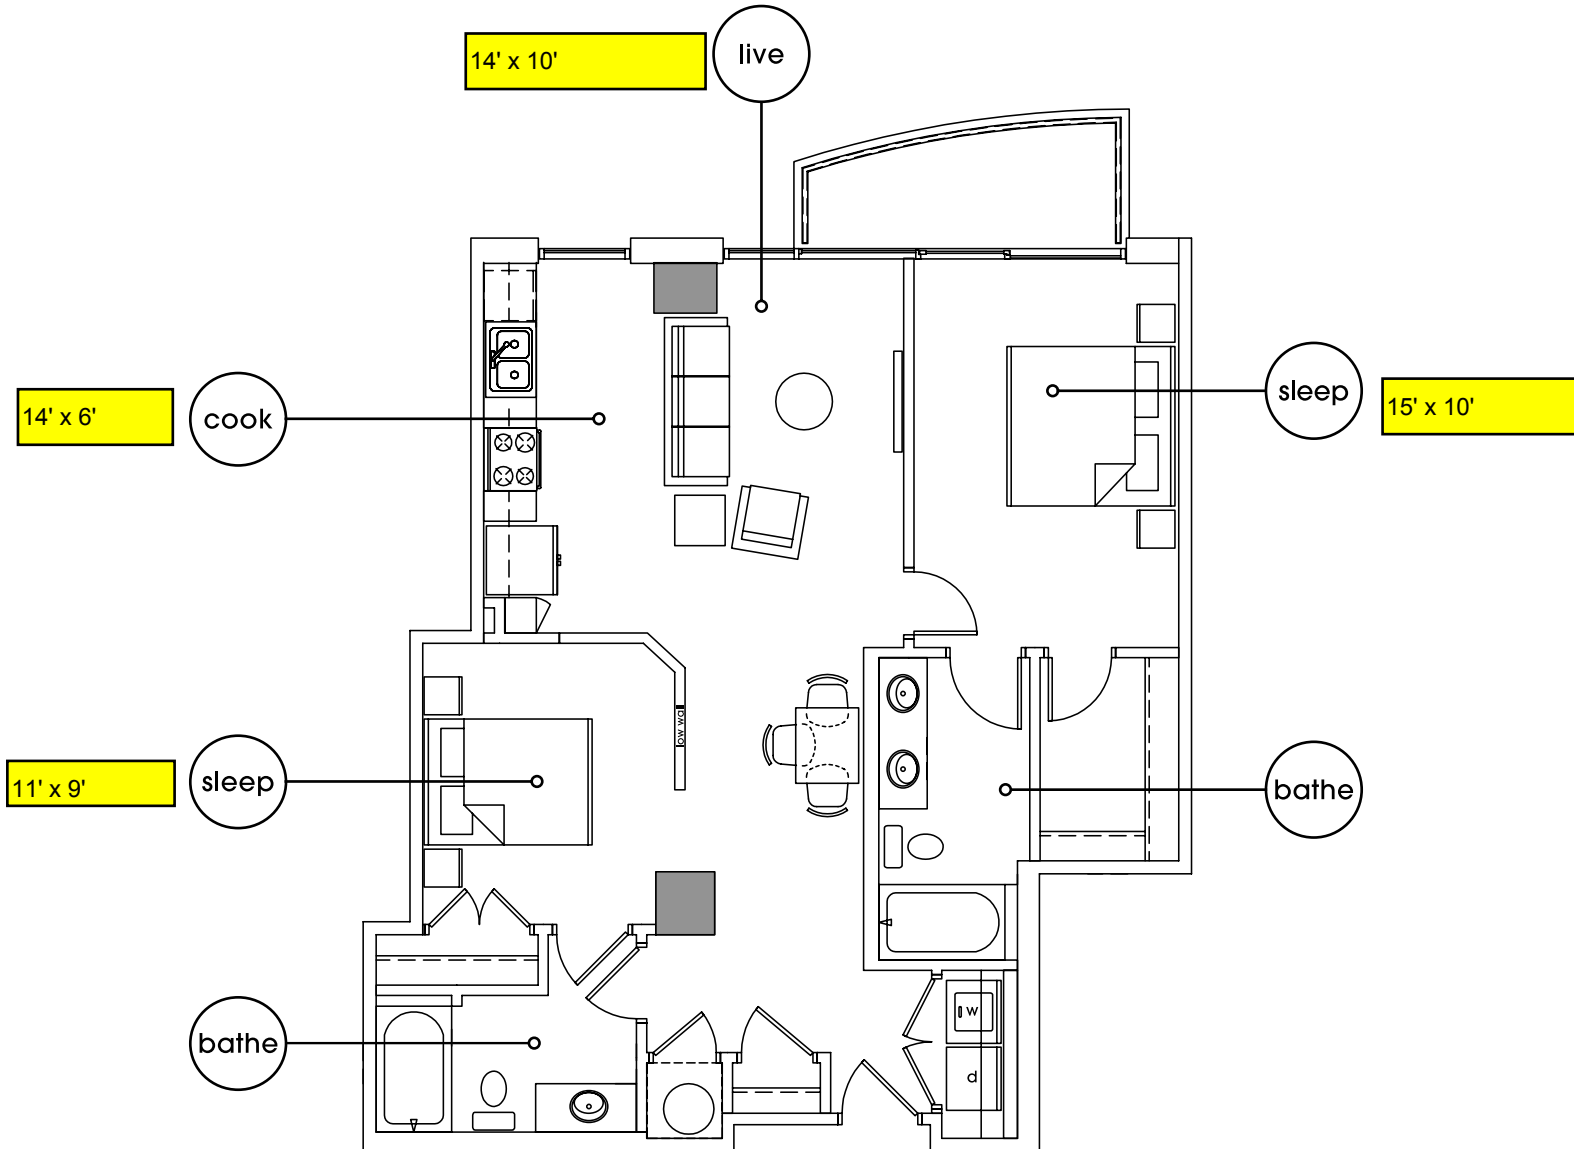 14' x 10'
live
14' x 6'
cook
sleep
15' x 10'
low wall
11' x 9'
sleep
bathe
bathe
w
d